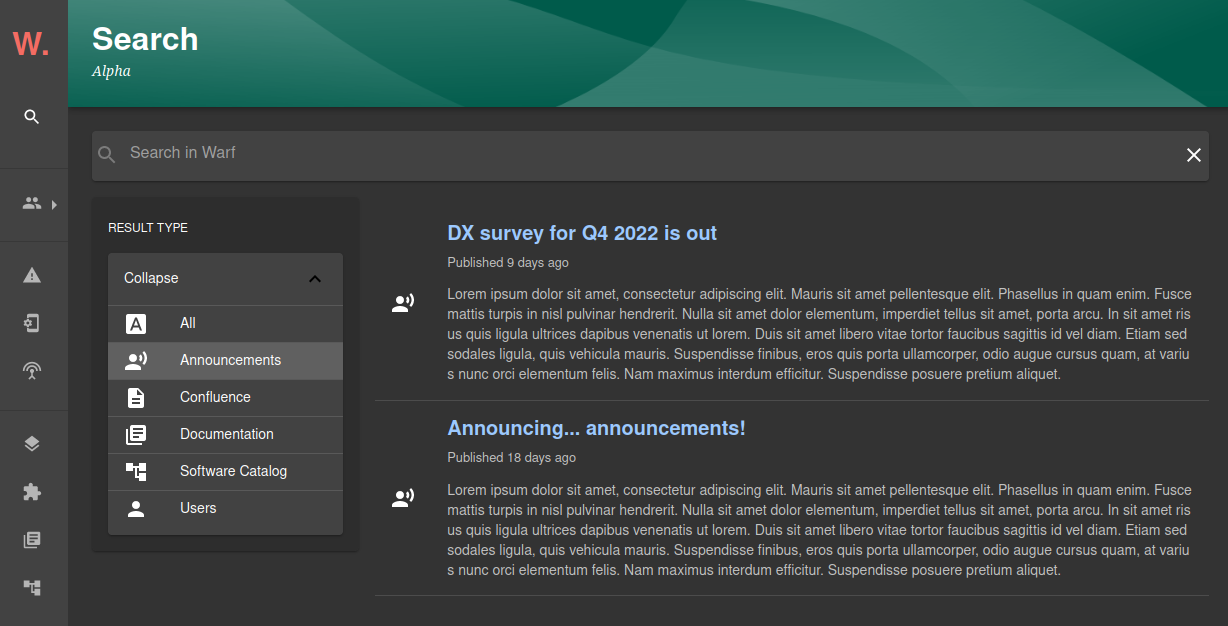 W.
Search
Alpha
Search in Warf
RESULT TYPE
Collapse
All
Announcements
Confluence
Documentation
Software Catalog
Users
DX survey for Q4 2022 is out
Published 9 days ago
Lorem ipsum dolor sit amet, consectetur adipiscing elit. Mauris sit amet pellentesque elit. Phasellus in quam enim. Fusce
mattis turpis in nisl pulvinar hendrerit. Nulla sit amet dolor elementum, imperdiet tellus sit amet, porta arcu. In sit amet ris
us quis ligula ultrices dapibus venenatis ut lorem. Duis sit amet libero vitae tortor faucibus sagittis id vel diam. Etiam sed
sodales ligula, quis vehicula mauris. Suspendisse finibus, eros quis porta ullamcorper, odio augue cursus quam, at variu
s nunc orci elementum felis. Nam maximus interdum efficitur. Suspendisse posuere pretium aliquet.
Announcing... announcements!
Published 18 days ago
Lorem ipsum dolor sit amet, consectetur adipiscing elit. Mauris sit amet pellentesque elit. Phasellus in quam enim. Fusce
mattis turpis in nisl pulvinar hendrerit. Nulla sit amet dolor elementum, imperdiet tellus sit amet, porta arcu. In sit amet ris
us quis ligula ultrices dapibus venenatis ut lorem. Duis sit amet libero vitae tortor faucibus sagittis id vel diam. Etiam sed
sodales ligula, quis vehicula mauris. Suspendisse finibus, eros quis porta ullamcorper, odio augue cursus quam, at variu
s nunc orci elementum felis. Nam maximus interdum efficitur. Suspendisse posuere pretium aliquet.